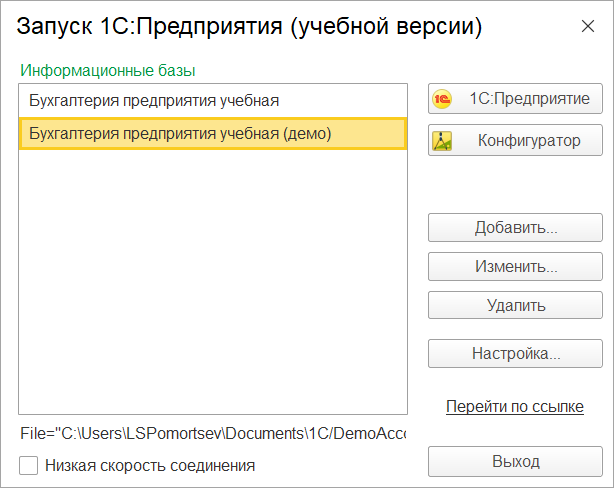 Запуск 1С:Предприятия (учебной версии)
Информационные базы
Бухгалтерия предприятия учебная
Бухгалтерия предприятия учебная (демо)
1С:Предприятие
Конфигуратор
Добавить...
Изменить...
Удалить
Настройка...
Перейти по ссылке
File="C:\Users\LSPomortsev\Documents\1C/DemoAcc
Низкая скорость соединения
Выход